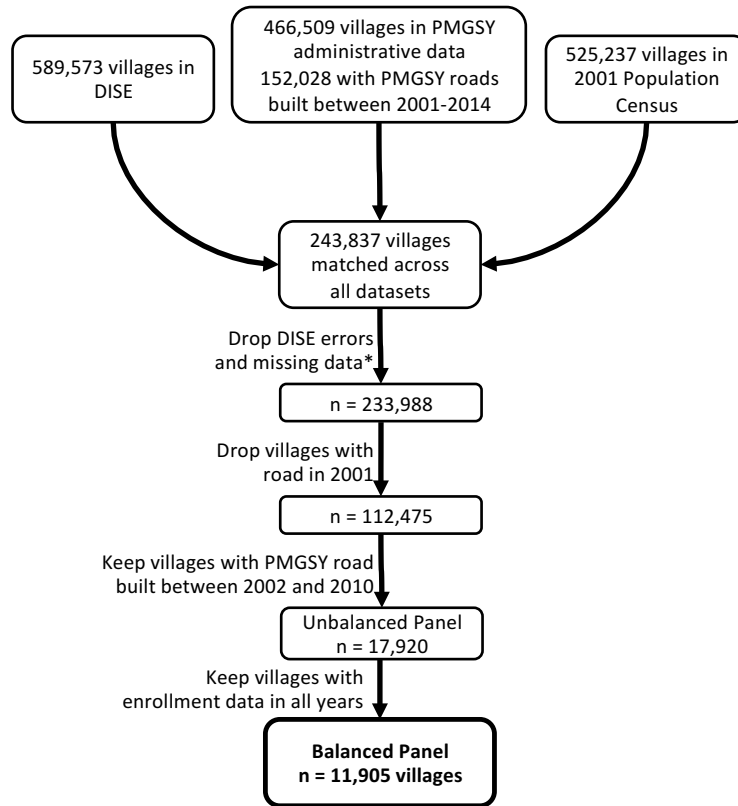 589,573 villages in
DISE
466,509 villages in PMGSY
administrative data
152,028 with PMGSY roads
built between 2001-2014
525,237 villages in
2001 Population
Census
243,837 villages
matched across
all datasets
Drop DISE errors
and missing data*
n = 233,988
Drop villages with
road in 2001
n = 112,475
Keep villages with PMGSY road
built between 2002 and 2010
Unbalanced Panel
n = 17,920
Keep villages with
enrollment data in all years
Balanced Panel
n = 11,905 villages